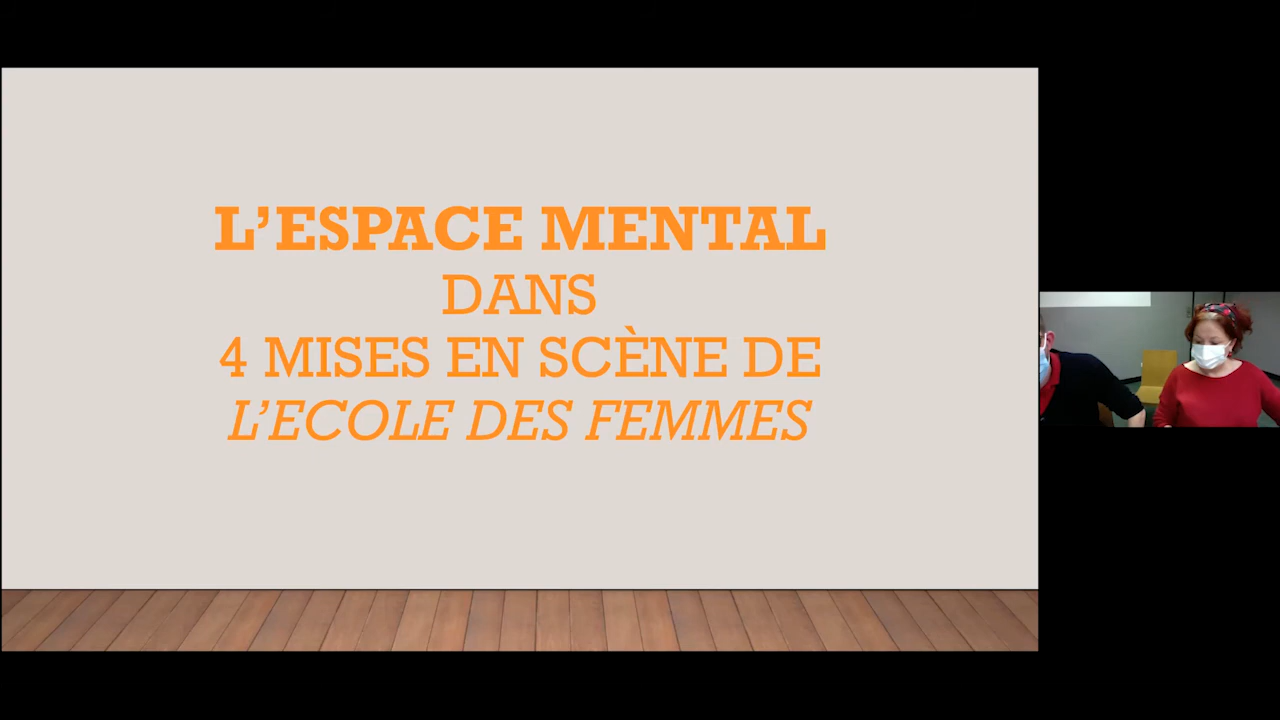 L’ESPACE MENTAL
DANS
4 MISES EN SCÈNE DE
L’ECOLE DES FEMMES